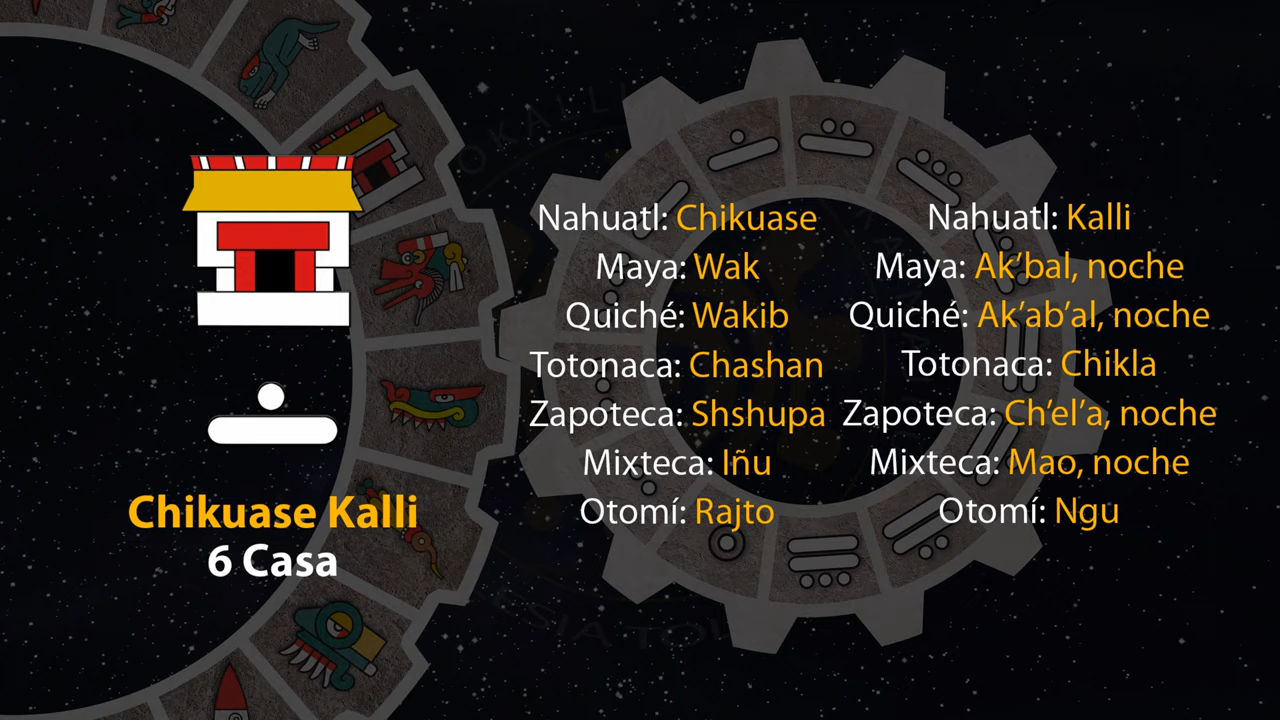 Chikuase Kalli
6 Casa
Nahuatl: Chikuase
Maya: Wak
Quiché: Wakib
Totonaca: Chashan
Zapoteca: Shshupa
Mixteca: Iñu
Otomí: Rajto
Nahuatl: Kalli
Maya: Ak’bal, noche
Quiché: Ak’ab’al, noche
Totonaca: Chikla
Zapoteca: Ch’el’a, noche
Mixteca: Mao, noche
Otomí: Ngu